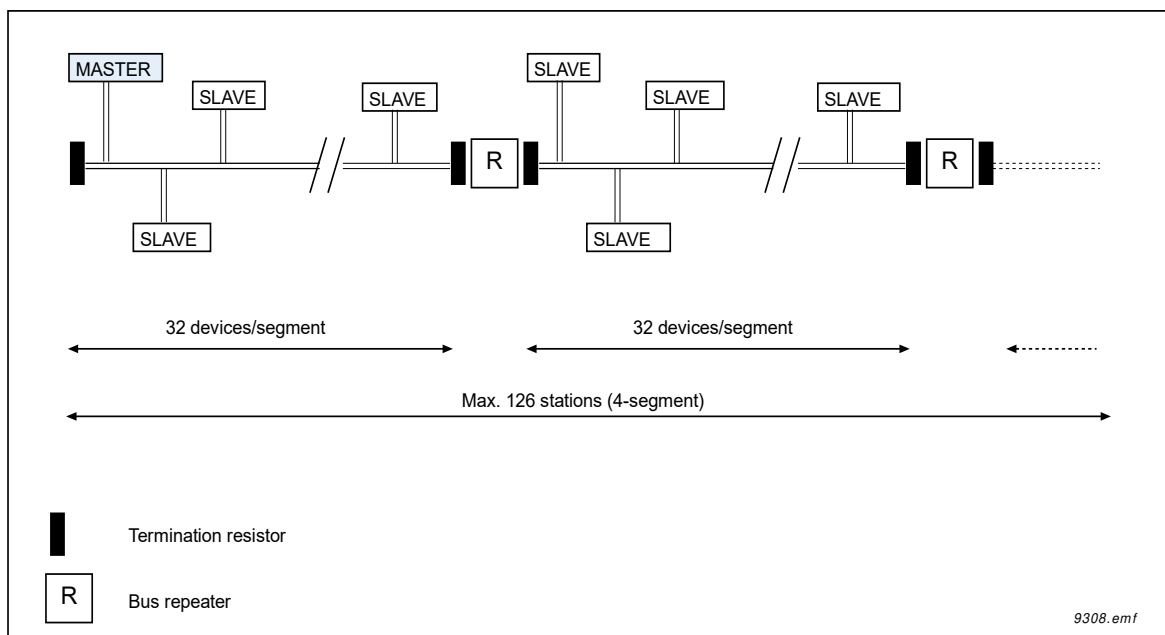 MASTER
SLAVE
SLAVE
SLAVE
SLAVE
SLAVE
SLAVE
SLAVE
R
R
SLAVE
32 devices/segment
32 devices/segment
Max. 126 stations (4-segment)
Termination resistor
R
Bus repeater
9308.emf